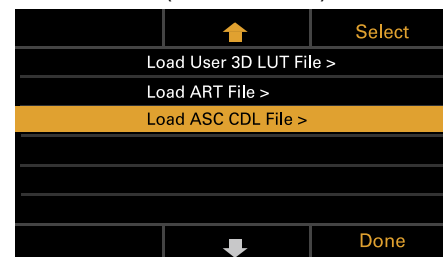 Select
Load User 3D LUT File >
Load ART File >
Load ASC CDL File >
Done